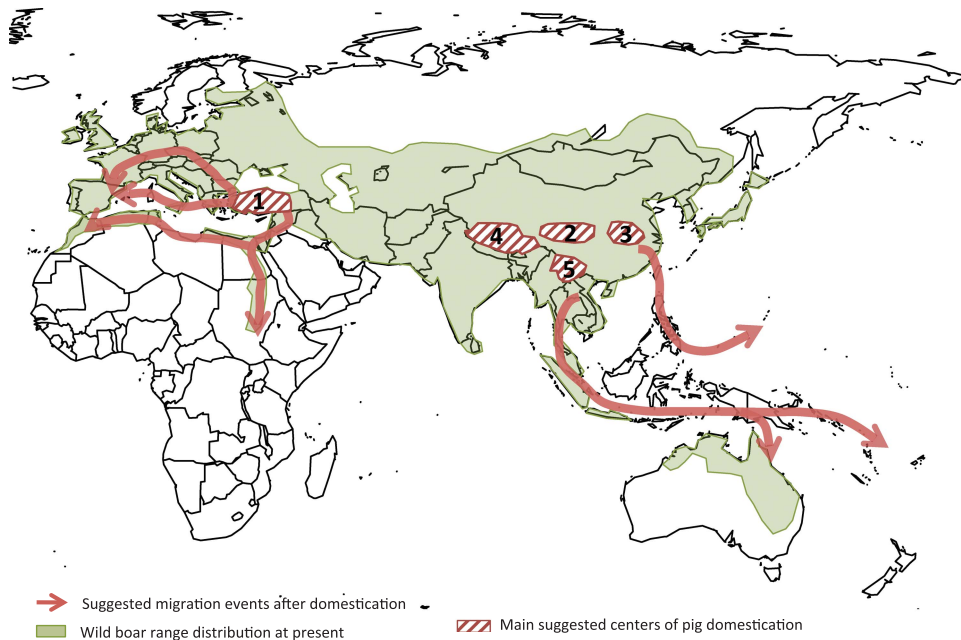 1
4
2
3
5
Suggested migration events after domestication
Wild boar range distribution at present
Main suggested centers of pig domestication